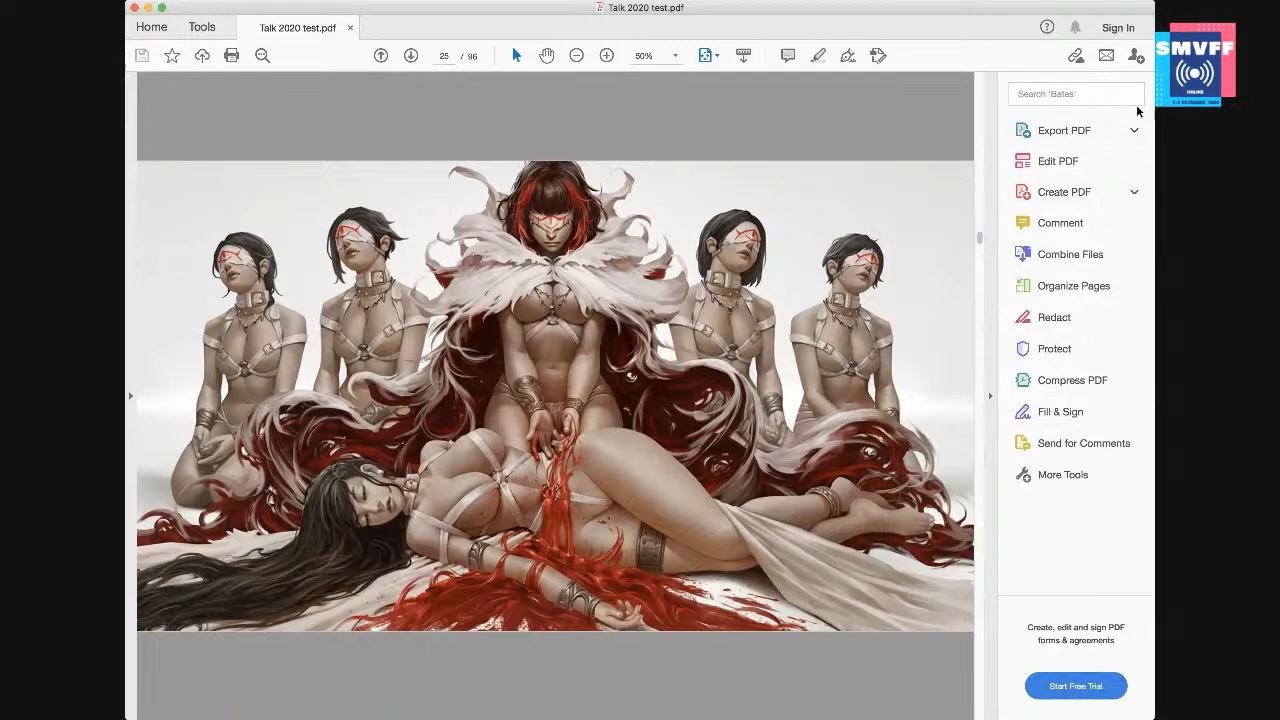 Talk 2020 test.pdf
Home Tools Talk 2020 test.pdf × Sign In
25 / 96 50%
SMVFF
ONLINE
Search 'Bates'
Export PDF
Edit PDF
Create PDF
Comment
Combine Files
Organize Pages
Redact
Protect
Compress PDF
Fill & Sign
Send for Comments
More Tools
Create, edit and sign PDF
forms & agreements
Start Free Trial